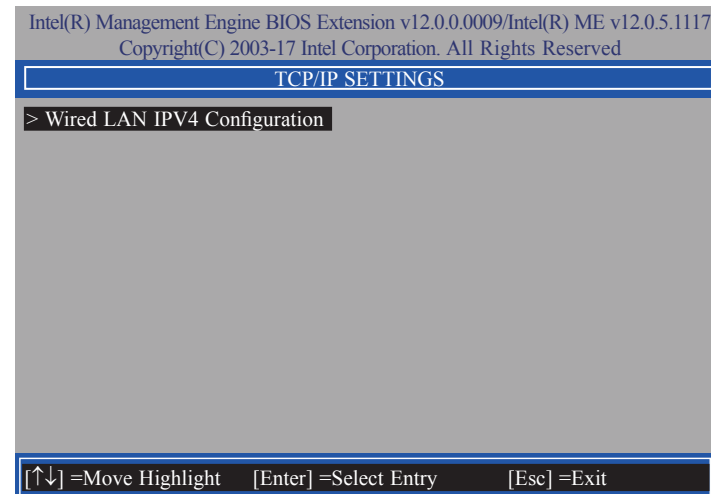 Intel(R) Management Engine BIOS Extension v12.0.0.0009/Intel(R) ME v12.0.5.1117
Copyright(C) 2003-17 Intel Corporation. All Rights Reserved
TCP/IP SETTINGS
> Wired LAN IPV4 Configuration
[↑↓] =Move Highlight [Enter] =Select Entry [Esc] =Exit